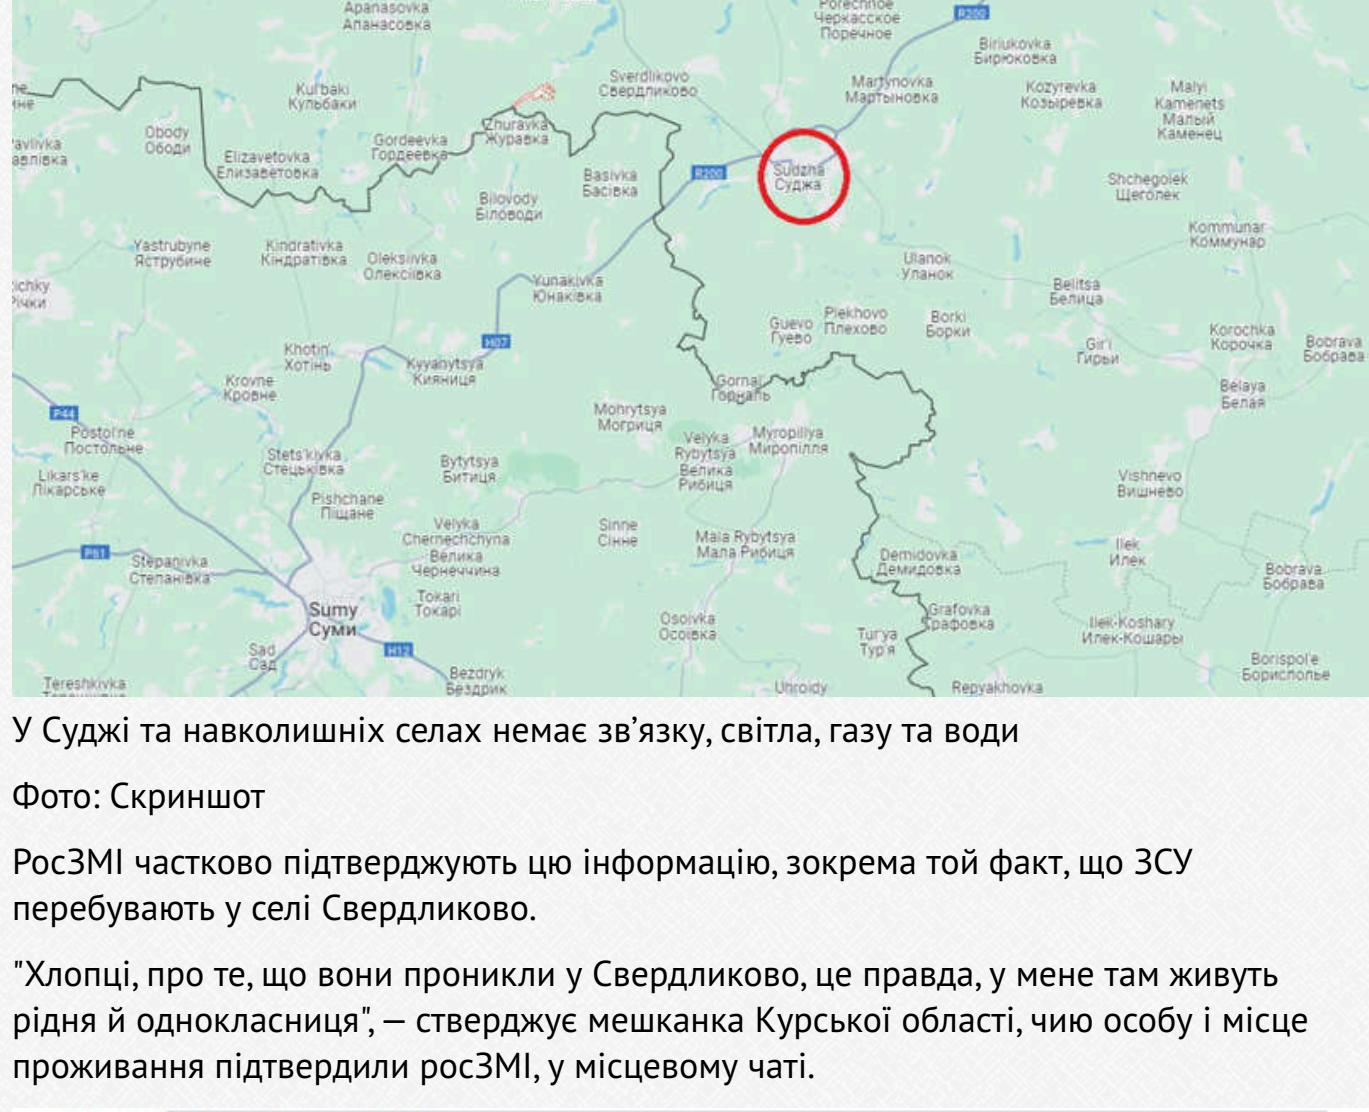 Apanasovka
Апанасовка
Черкасское
Поречное
R200
Biriukovka
Бирюковка
Sverdlikovo
Свердликово
Martynovka
Мартыновка
Kozyrevka
Козыревка
Malyi
Kamenets
Малый
Каменец
Kul'baki
Кульбаки
Obody
Ободи
Elizavetovka
Елизаветовка
Gordeevka
Гордеевка
Zhuravka
Журавка
Basivka
Басівка
R200
Sudzha
Суджа
Shchegolek
Щеголек
Bilovody
Біловоди
Kommunar
Коммунар
Yastrubyne
Яструбине
Kindrativka
Кіндратівка
Oleksiivka
Олексіївка
Yunakivka
Юнаківка
Ulanok
Уланок
Belitsa
Белица
Річки
Guevo
Гуево
Plekhovo
Плехово
Borki
Борки
Gir'i
Гирьи
Korochka
Корочка
Bobrava
Бобрава
H07
Khotin'
Хотінь
Kyyanytsya
Кияниця
Krovne
Кровне
Gornal'
Горналь
Belaya
Белая
P44
Postol'ne
Постольне
Mohrytsya
Могриця
Velyka
Rybytsya
Велика
Рибиця
Myropillya
Миропілля
Stets'kivka
Стецьківка
Bytytsya
Битиця
Likars'ke
Лікарське
Vishnevo
Вишнево
Pishchane
Піщане
Velyka
Chernechchyna
Велика
Чернеччина
Sinne
Сінне
Mala Rybytsya
Мала Рибиця
P61
Stepanivka
Степанівка
Demidovka
Демидовка
Ilek
Илек
Bobrava
Бобрава
Tokari
Токарі
Sumy
Суми
Osoivka
Осоївка
Grafovka
Графовка
Ilek-Koshary
Илек-Кошары
Tur'ya
Тур'я
Sad
Сад
H12
Bezdryk
Бездрик
Borispol'e
Борисполье
Tereshkivka
Unroidy
Repyakhovka
У Суджі та навколишніх селах немає зв’язку, світла, газу та води
Фото: Скриншот
РосЗМІ частково підтверджують цю інформацію, зокрема той факт, що ЗСУ
перебувають у селі Свердликово.
"Хлопці, про те, що вони проникли у Свердликово, це правда, у мене там живуть
рідня й однокласниця", — стверджує мешканка Курської області, чию особу і місце
проживання підтвердили росЗМІ, у місцевому чаті.